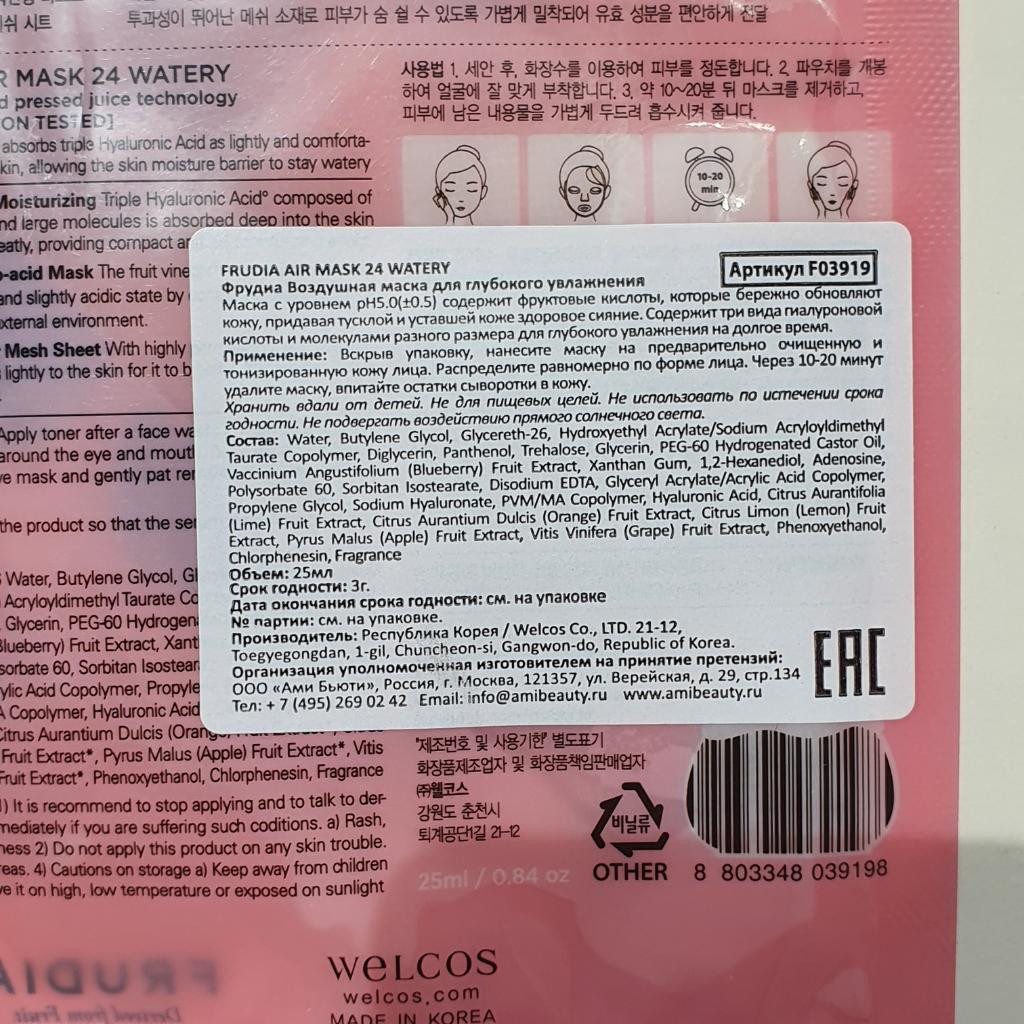 쉬 시트
투과성이 뛰어난 메쉬 소재로 피부가 숨 쉴 수 있도록 가볍게 밀착되어 유효 성분을 편안하게 전달
R MASK 24 WATERY
d pressed juice technology
ON TESTED]
absorbs triple Hyaluronic Acid as lightly and comforta-
kin, allowing the skin moisture barrier to stay watery
Moisturizing Triple Hyaluronic Acid° composed of
nd large molecules is absorbed deep into the skin
eatly, providing compact ar
o-acid Mask The fruit vine
and slightly acidic state by
xternal environment.
Mesh Sheet With highly
lightly to the skin for it to b
Apply toner after a face wa
around the eye and mouth
ve mask and gently pat rem
the product so that the ser
Water, Butylene Glycol, Gl
Acryloyldimethyl Taurate Co
Glycerin, PEG-60 Hydrogen
Blueberry) Fruit Extract, Xant
sorbate 60, Sorbitan Isostear
ylic Acid Copolymer, Propyle
A Copolymer, Hyaluronic Acid
Citrus Aurantium Dulcis (Orang
Fruit Extract*, Pyrus Malus (Apple) Fruit Extract*, Vitis
Fruit Extract*, Phenoxyethanol, Chlorphenesin, Fragrance
1) It is recommend to stop applying and to talk to der-
mediately if you are suffering such coditions. a) Rash,
ness 2) Do not apply this product on any skin trouble.
reas. 4) Cautions on storage a) Keep away from children
ve it on high, low temperature or exposed on sunlight
사용법 1. 세안 후, 화장수를 이용하여 피부를 정돈합니다. 2. 파우치를 개봉
하여 얼굴에 잘 맞게 부착합니다. 3. 약 10~20분 뒤 마스크를 제거하고,
피부에 남은 내용물을 가볍게 두드려 흡수시켜 줍니다.
10-20
min
FRUDIA AIR MASK 24 WATERY
Артикул F03919
Фрудиа Воздушная маска для глубокого увлажнения
Маска с уровнем pH5.0(±0.5) содержит фруктовые кислоты, которые бережно обновляют
кожу, придавая тусклой и уставшей коже здоровое сияние. Содержит три вида гиалуроновой
кислоты и молекулами разного размера для глубокого увлажнения на долгое время.
Применение: Вскрыв упаковку, нанесите маску на предварительно очищенную и
тонизированную кожу лица. Распределите равномерно по форме лица. Через 10-20 минут
удалите маску, впитайте остатки сыворотки в кожу.
Хранить вдали от детей. Не для пищевых целей. Не использовать по истечении срока
годности. Не подвергать воздействию прямого солнечного света.
Состав: Water, Butylene Glycol, Glycereth-26, Hydroxyethyl Acrylate/Sodium Acryloyldimethyl
Taurate Copolymer, Diglycerin, Panthenol, Trehalose, Glycerin, PEG-60 Hydrogenated Castor Oil,
Vaccinium Angustifolium (Blueberry) Fruit Extract, Xanthan Gum, 1,2-Hexanediol, Adenosine,
Polysorbate 60, Sorbitan Isostearate, Disodium EDTA, Glyceryl Acrylate/Acrylic Acid Copolymer,
Propylene Glycol, Sodium Hyaluronate, PVM/MA Copolymer, Hyaluronic Acid, Citrus Aurantifolia
(Lime) Fruit Extract, Citrus Aurantium Dulcis (Orange) Fruit Extract, Citrus Limon (Lemon) Fruit
Extract, Pyrus Malus (Apple) Fruit Extract, Vitis Vinifera (Grape) Fruit Extract, Phenoxyethanol,
Chlorphenesin, Fragrance
Объем: 25мл
Срок годности: 3г.
Дата окончания срока годности: см. на упаковке
№ партии: см. на упаковке.
Производитель: Республика Корея / Welcos Co., LTD. 21-12,
Toegyegongdan, 1-gil, Chuncheon-si, Gangwon-do, Republic of Korea.
Организация уполномоченная изготовителем на принятие претензий:
ООО «Ами Бьюти», Россия, г. Москва, 121357, ул. Верейская, д. 29, стр.134
Тел: + 7 (495) 269 02 42 Email: info@amibeauty.ru www.amibeauty.ru
EAC
"제조번호 및 사용기한" 별도표기
화장품제조업자 및 화장품책임판매업자
㈜웰코스
강원도 춘천시
퇴계공단1길 21-12
비닐류
OTHER
8 803348 039198
25ml / 0.84 oz
FRUDIA
Derived from Fruit
WELCOS
welcos.com
MADE IN KOREA